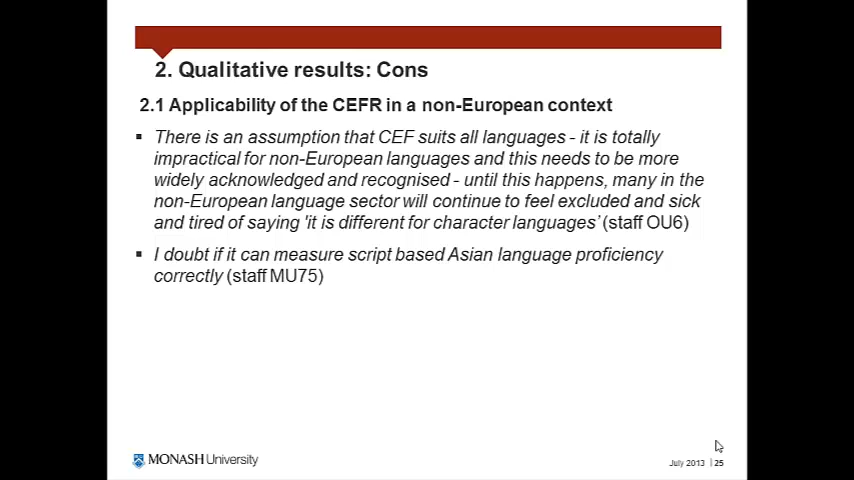 2. Qualitative results: Cons
2.1 Applicability of the CEFR in a non-European context
▪ There is an assumption that CEF suits all languages - it is totally
impractical for non-European languages and this needs to be more
widely acknowledged and recognised - until this happens, many in the
non-European language sector will continue to feel excluded and sick
and tired of saying 'it is different for character languages' (staff OU6)
▪ I doubt if it can measure script based Asian language proficiency
correctly (staff MU75)
MONASH University
July 2013 | 25